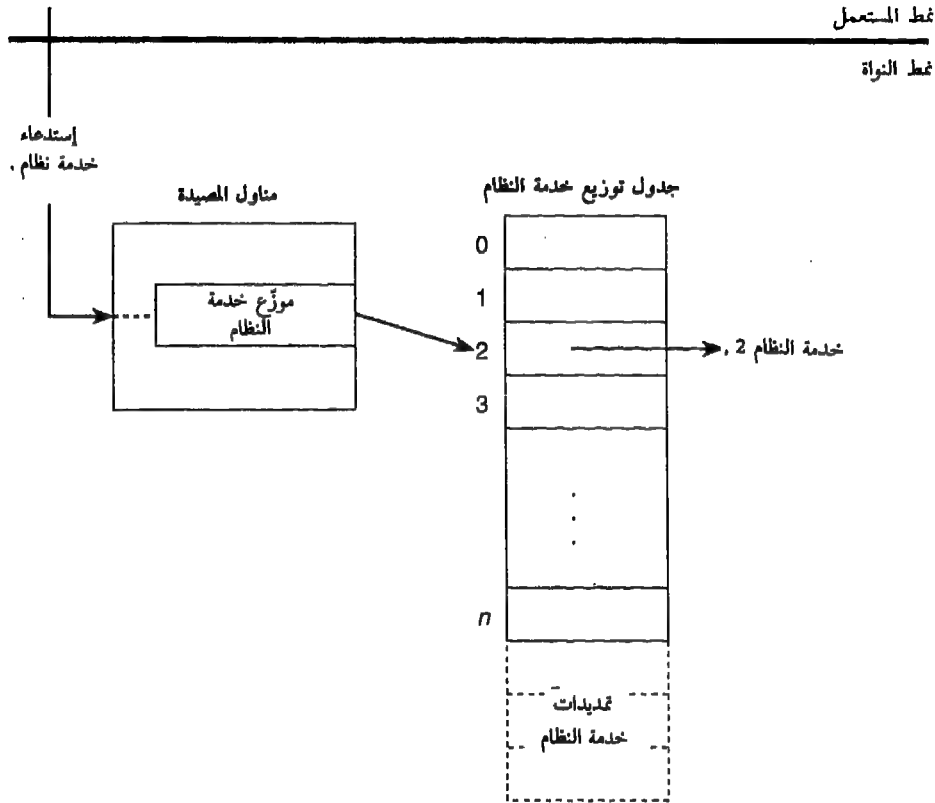 نمط المستعمل
نمط النواة
إستدعاء
خدمة نظام .
مناول المصيدة
موزّع خدمة
النظام
جدول توزيع خدمة النظام
0
1
2
3
خدمة النظام 2 .
.
.
.
n
تمديدات
خدمة النظام